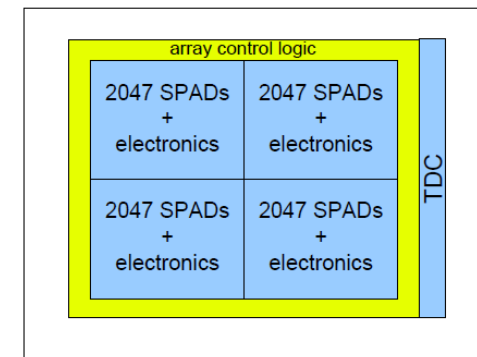 array control logic
2047 SPADs
+
electronics
2047 SPADs
+
electronics
TDC
2047 SPADs
+
electronics
2047 SPADs
+
electronics